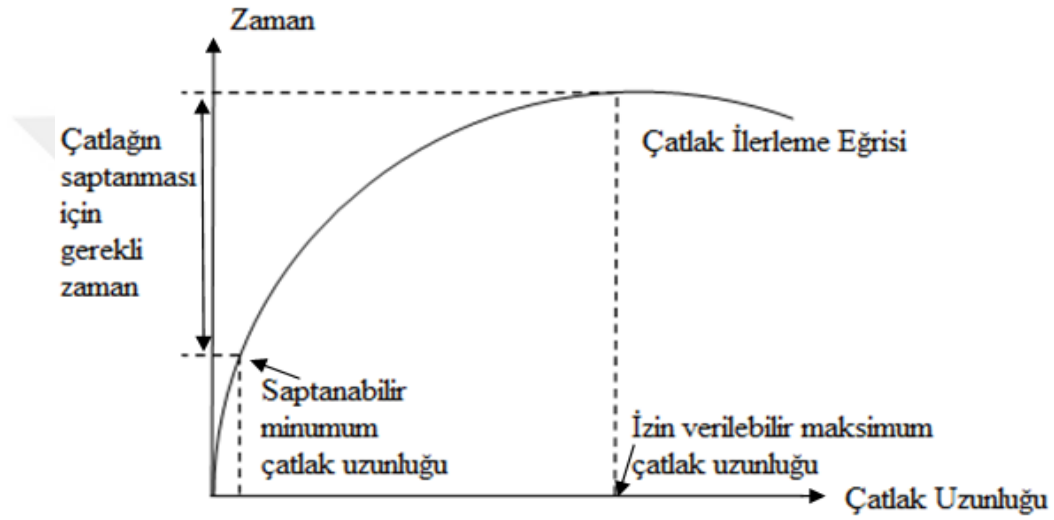 Zaman
Çatlağın
saptanması
için
gerekli
zaman
Çatlak İlerleme Eğrisi
Saptanabilir
minumum
çatlak uzunluğu
İzin verilebilir maksimum
çatlak uzunluğu
Çatlak Uzunluğu